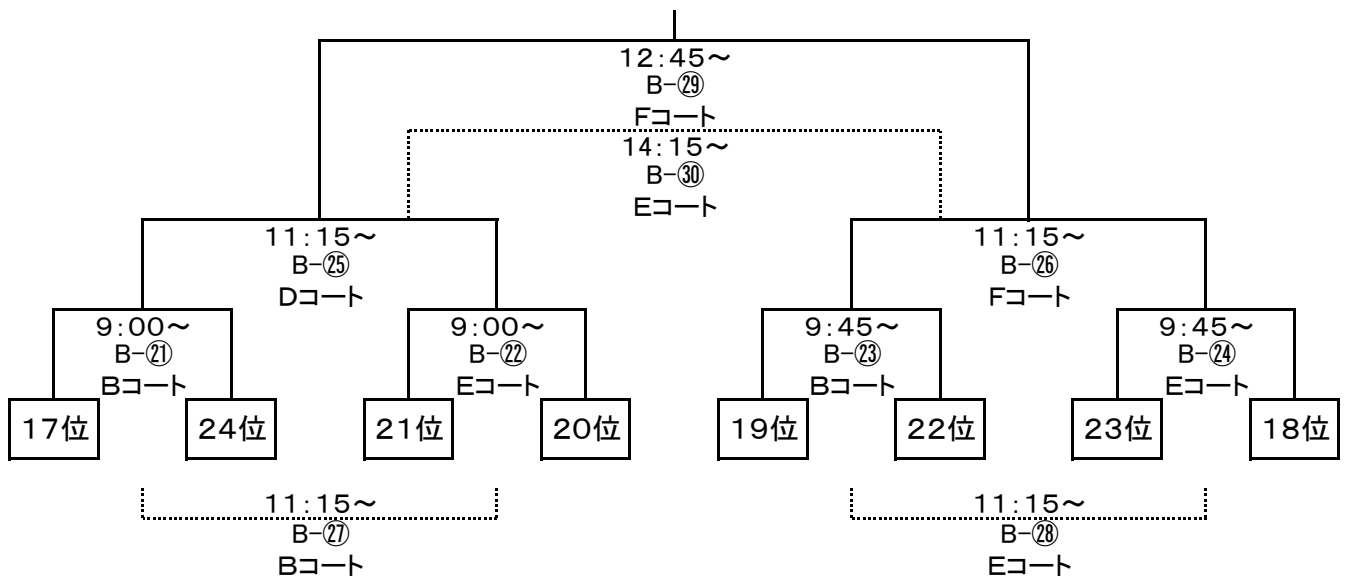 12:45~
B-㉙
Fコート
14:15~
B-㉚
Eコート
11:15~
B-㉕
Dコート
11:15~
B-㉖
Fコート
9:00~
B-㉑
Bコート
9:00~
B-㉒
Eコート
9:45~
B-㉓
Bコート
9:45~
B-㉔
Eコート
17位
24位
21位
20位
19位
22位
23位
18位
11:15~
B-㉗
Bコート
11:15~
B-㉘
Eコート